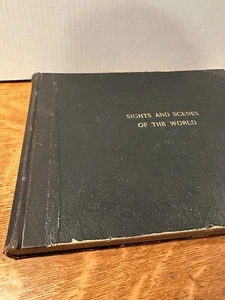 SIGHTS AND SCENES
OF THE WORLD